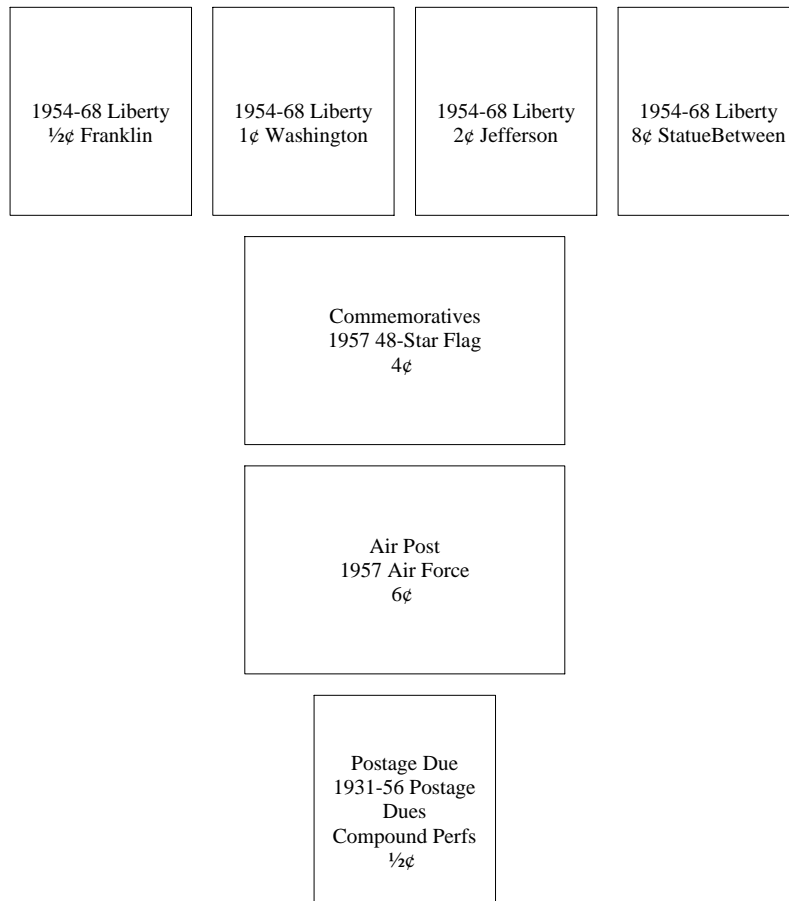 1954-68 Liberty
½¢ Franklin
1954-68 Liberty
1¢ Washington
1954-68 Liberty
2¢ Jefferson
1954-68 Liberty
8¢ StatueBetween
Commemoratives
1957 48-Star Flag
4¢
Air Post
1957 Air Force
6¢
Postage Due
1931-56 Postage
Dues
Compound Perfs
½¢